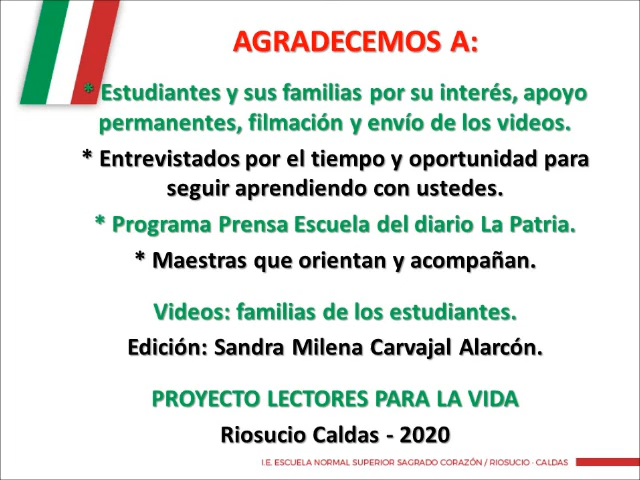 AGRADECEMOS A:
* Estudiantes y sus familias por su interés, apoyo
permanentes, filmación y envío de los videos.
* Entrevistados por el tiempo y oportunidad para
seguir aprendiendo con ustedes.
* Programa Prensa Escuela del diario La Patria.
* Maestras que orientan y acompañan.
Videos: familias de los estudiantes.
Edición: Sandra Milena Carvajal Alarcón.
PROYECTO LECTORES PARA LA VIDA
Riosucio Caldas - 2020
I.E. ESCUELA NORMAL SUPERIOR SAGRADO CORAZÓN / RIOSUCIO - CALDAS